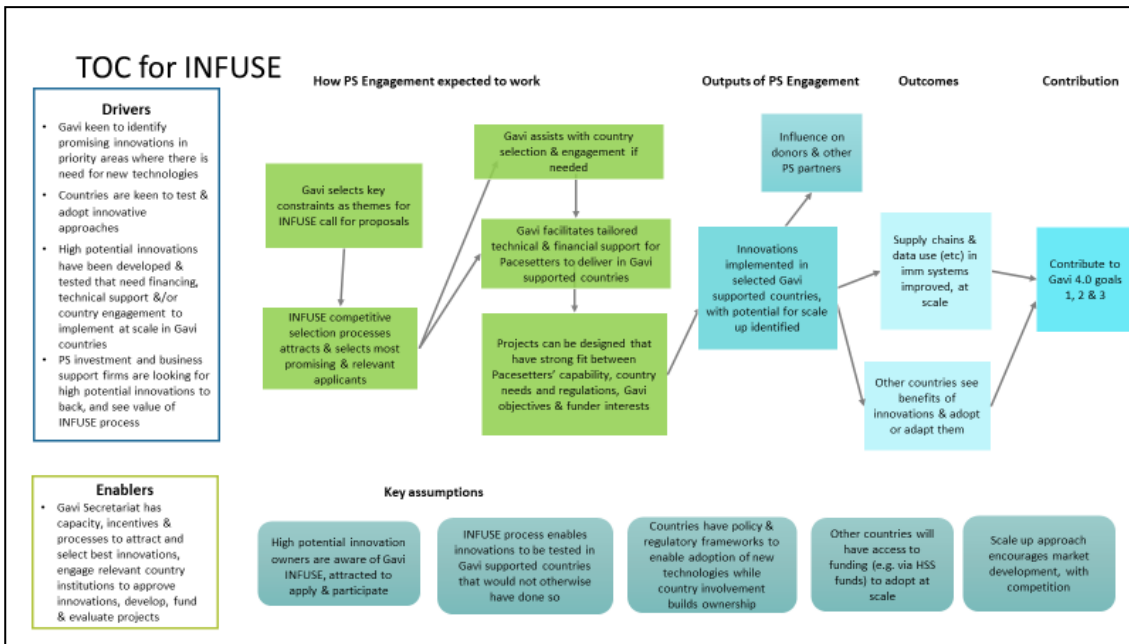 TOC for INFUSE
How PS Engagement expected to work
Outputs of PS Engagement
Outcomes
Contribution
Drivers
• Gavi keen to identify
promising innovations in
priority areas where there is
need for new technologies
• Countries are keen to test &
adopt innovative
approaches
• High potential innovations
have been developed &
tested that need financing,
technical support &/or
country engagement to
implement at scale in Gavi
countries
• PS investment and business
support firms are looking for
high potential innovations to
back, and see value of
INFUSE process
Gavi selects key
constraints as themes for
INFUSE call for proposals
INFUSE competitive
selection processes
attracts & selects most
promising & relevant
applicants
Gavi assists with country
selection & engagement if
needed
Gavi facilitates tailored
technical & financial support for
Pacesetters to deliver in Gavi
supported countries
Projects can be designed that
have strong fit between
Pacesetters' capability, country
needs and regulations, Gavi
objectives & funder interests
Influence on
donors & other
PS partners
Innovations
implemented in
selected Gavi
supported countries,
with potential for scale
up identified
Supply chains &
data use (etc) in
imm systems
improved, at
scale
Other countries see
benefits of
innovations & adopt
or adapt them
Contribute to
Gavi 4.0 goals
1, 2 & 3
Enablers
• Gavi Secretariat has
capacity, incentives &
processes to attract and
select best innovations,
engage relevant country
institutions to approve
innovations, develop, fund
& evaluate projects
Key assumptions
High potential innovation
owners are aware of Gavi
INFUSE, attracted to
apply & participate
INFUSE process enables
innovations to be tested in
Gavi supported countries
that would not otherwise
have done so
Countries have policy &
regulatory frameworks to
enable adoption of new
technologies while
country involvement
builds ownership
Other countries will
have access to
funding (e.g. via HSS
funds) to adopt at
scale
Scale up approach
encourages market
development, with
competition